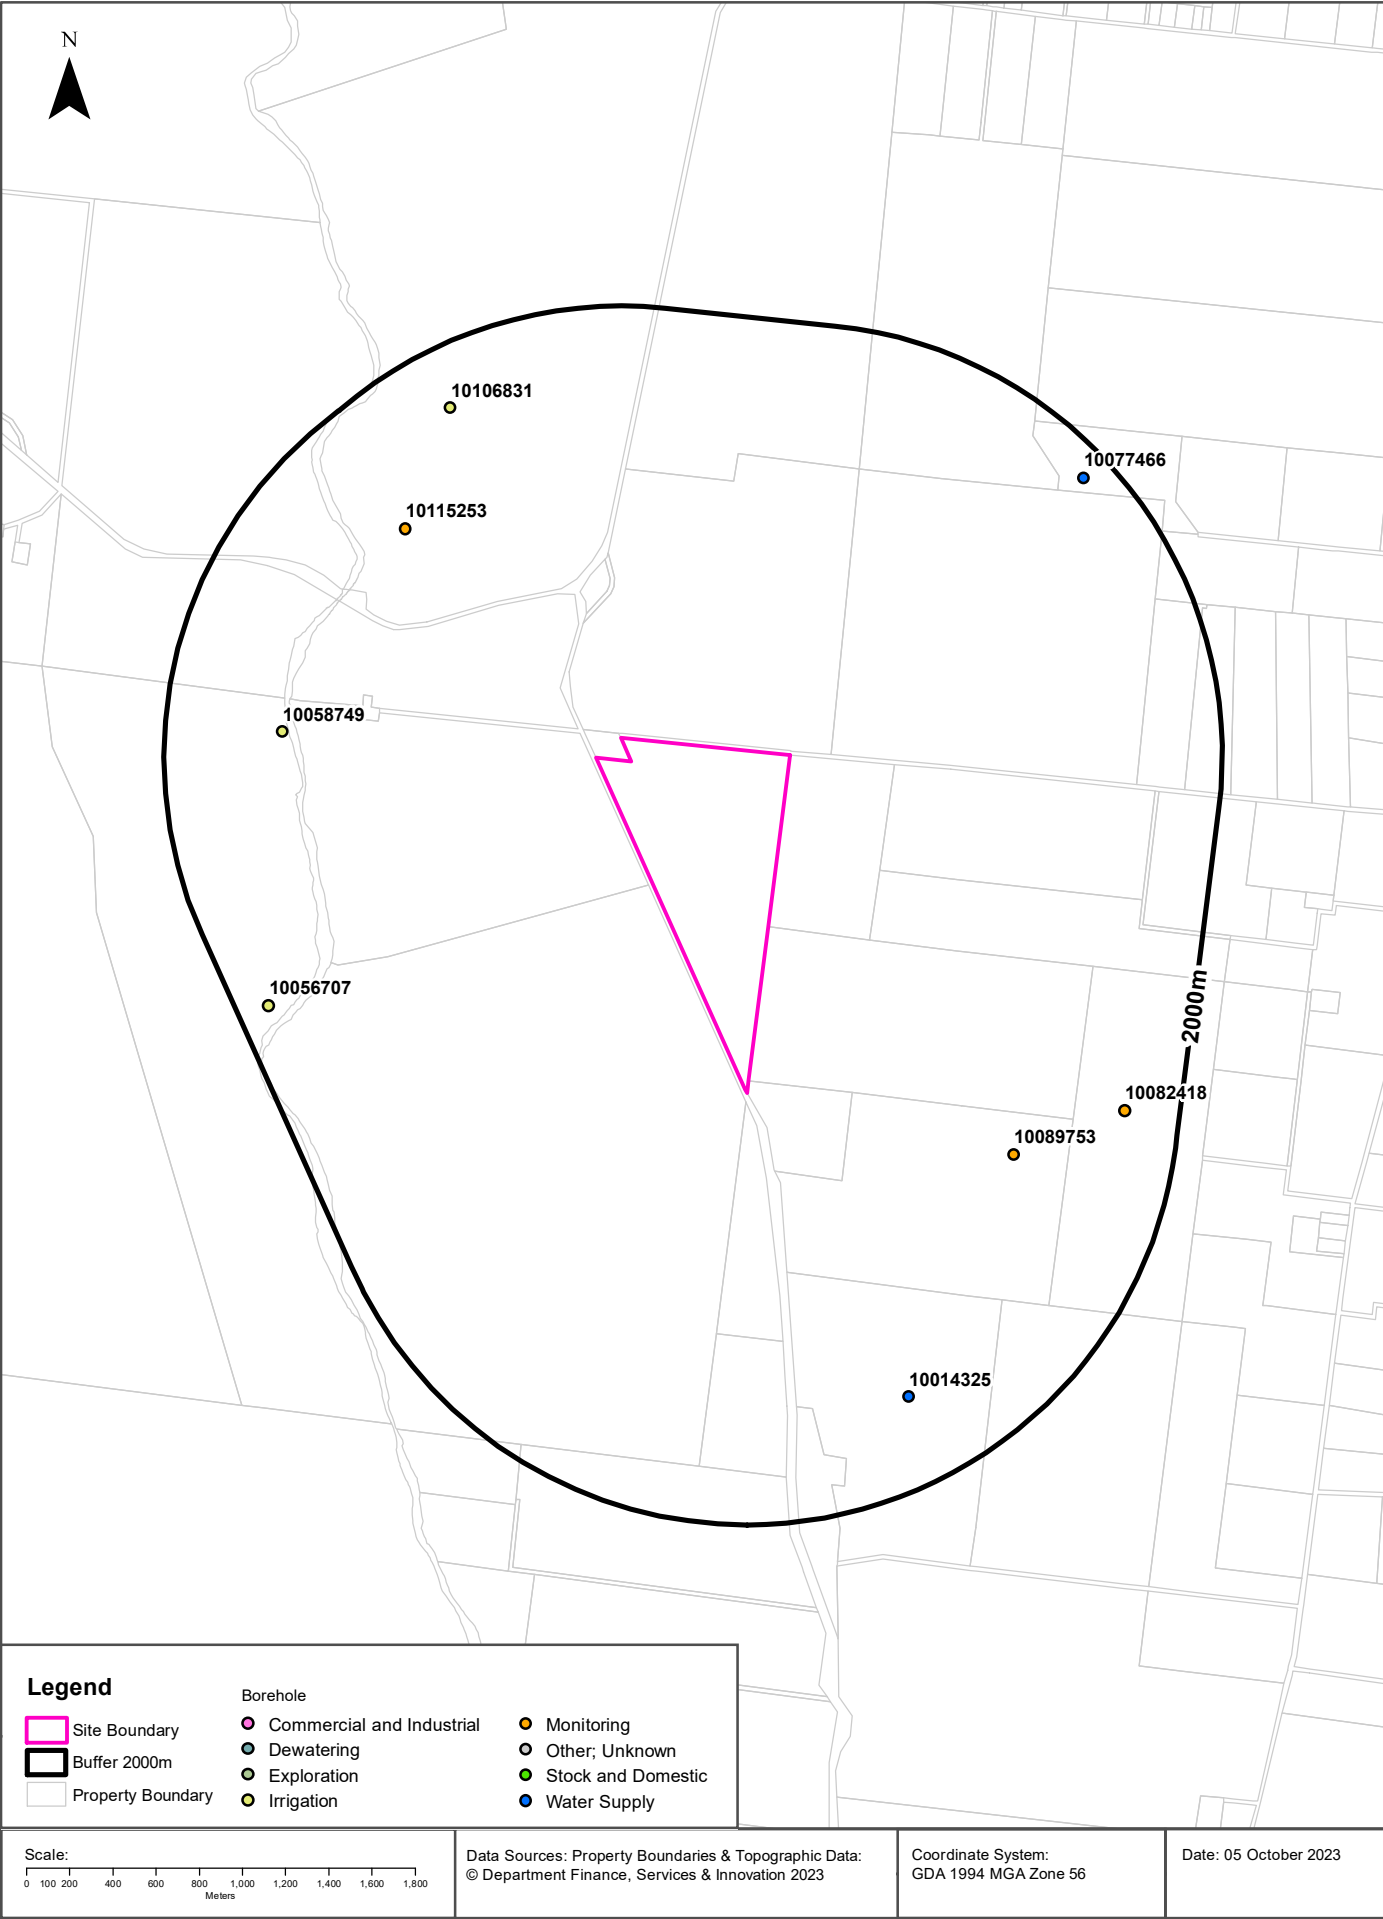 N
10106831
10077466
10115253
10058749
10056707
2000m
10082418
10089753
10014325
Legend
Site Boundary
Buffer 2000m
Property Boundary
Borehole
Commercial and Industrial
Dewatering
Exploration
Irrigation
Monitoring
Other; Unknown
Stock and Domestic
Water Supply
Scale:
0 100 200 400 600 800 1,000 1,200 1,400 1,600 1,800
Meters
Data Sources: Property Boundaries & Topographic Data:
© Department Finance, Services & Innovation 2023
Coordinate System:
GDA 1994 MGA Zone 56
Date: 05 October 2023